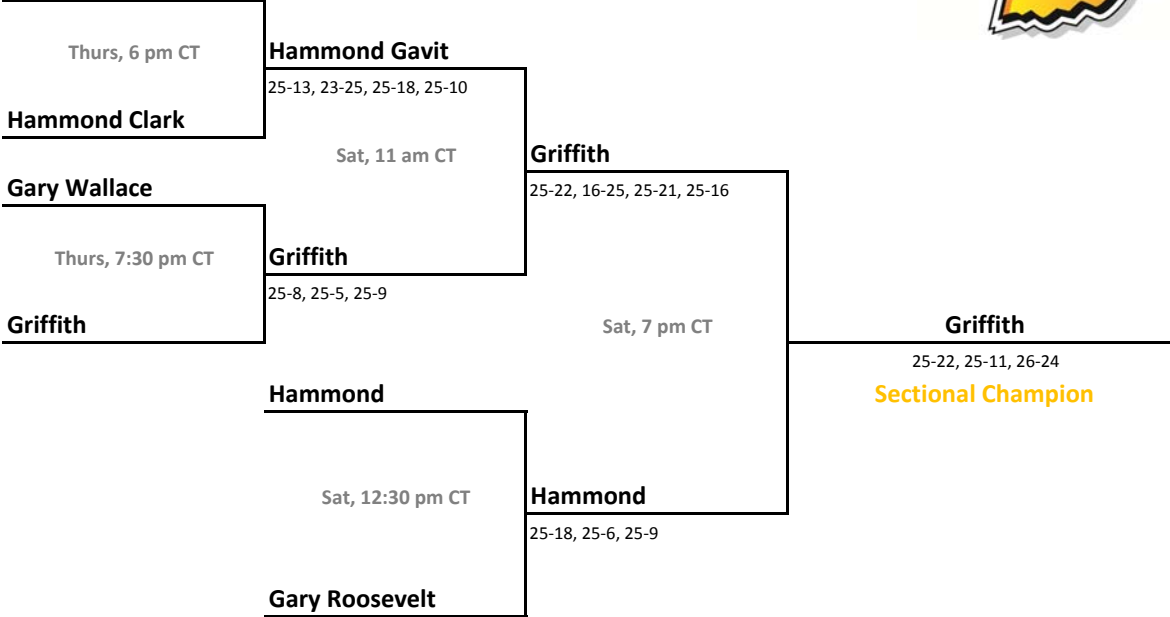 Thurs, 6 pm CT
Hammond Gavit
25-13, 23-25, 25-18, 25-10
Hammond Clark
Sat, 11 am CT
Griffith
25-22, 16-25, 25-21, 25-16
Gary Wallace
Thurs, 7:30 pm CT
Griffith
25-8, 25-5, 25-9
Griffith
Sat, 7 pm CT
Griffith
25-22, 25-11, 26-24
Sectional Champion
Hammond
Sat, 12:30 pm CT
Hammond
25-18, 25-6, 25-9
Gary Roosevelt